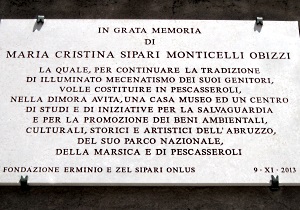 IN GRATA MEMORIA
DI
MARIA CRISTINA SIPARI MONTICELLI OBIZZI
LA QUALE, PER CONTINUARE LA TRADIZIONE
DI ILLUMINATO MECENATISMO DEI SUOI GENITORI,
VOLLE COSTITUIRE IN PESCASSEROLI,
NELLA DIMORA AVITA, UNA CASA MUSEO ED UN CENTRO
DI STUDI E DI INIZIATIVE PER LA SALVAGUARDIA
E PER LA PROMOZIONE DEI BENI AMBIENTALI,
CULTURALI, STORICI E ARTISTICI DELL'ABRUZZO,
DEL SUO PARCO NAZIONALE,
DELLA MARSICA E DI PESCASSEROLI
FONDAZIONE ERMINIO E ZEL SIPARI ONLUS 9-XI-2013